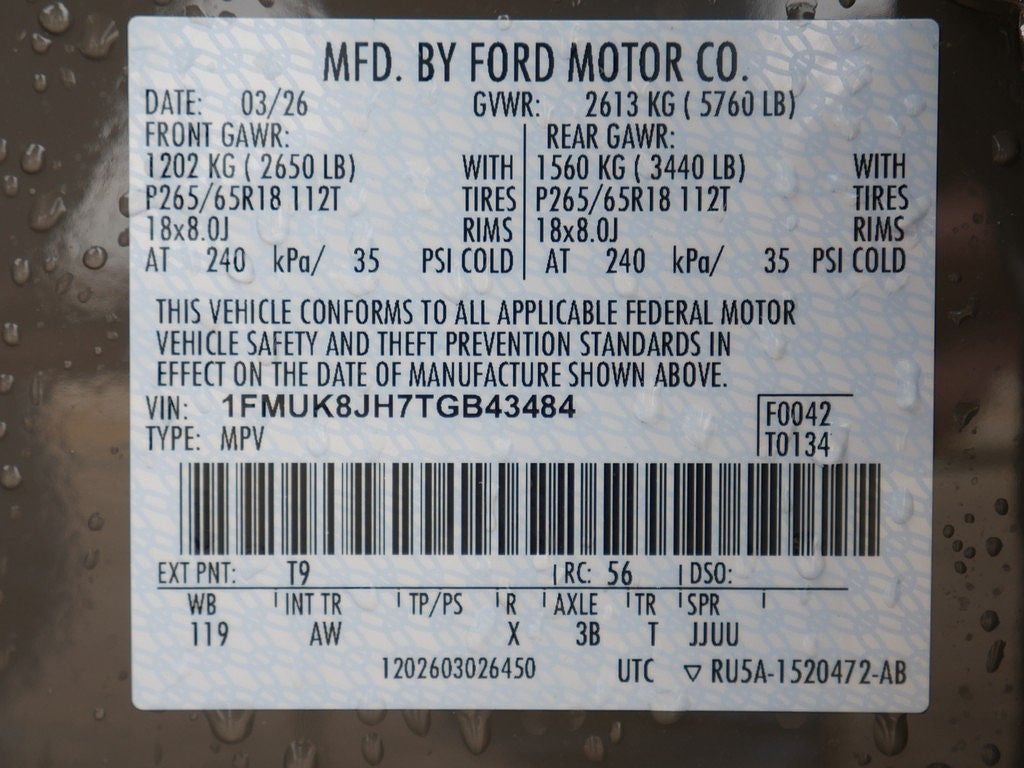 MFD. BY FORD MOTOR CO.
DATE: 03/26 GVWR: 2613 KG ( 5760 LB)
FRONT GAWR: REAR GAWR:
1202 KG ( 2650 LB) WITH 1560 KG ( 3440 LB) WITH
P265/65R18 112T TIRES P265/65R18 112T TIRES
18x8.0J RIMS 18x8.0J RIMS
AT 240 kPa/ 35 PSI COLD AT 240 kPa/ 35 PSI COLD
THIS VEHICLE CONFORMS TO ALL APPLICABLE FEDERAL MOTOR
VEHICLE SAFETY AND THEFT PREVENTION STANDARDS IN
EFFECT ON THE DATE OF MANUFACTURE SHOWN ABOVE.
VIN: 1FMUK8JH7TGB43484 F0042
TYPE: MPV T0134
EXT PNT: T9 RC: 56 DSO:
WB INT TR TP/PS R AXLE TR SPR
119 AW X 3B T JJUU
1202603026450 UTC ▽ RU5A-1520472-AB